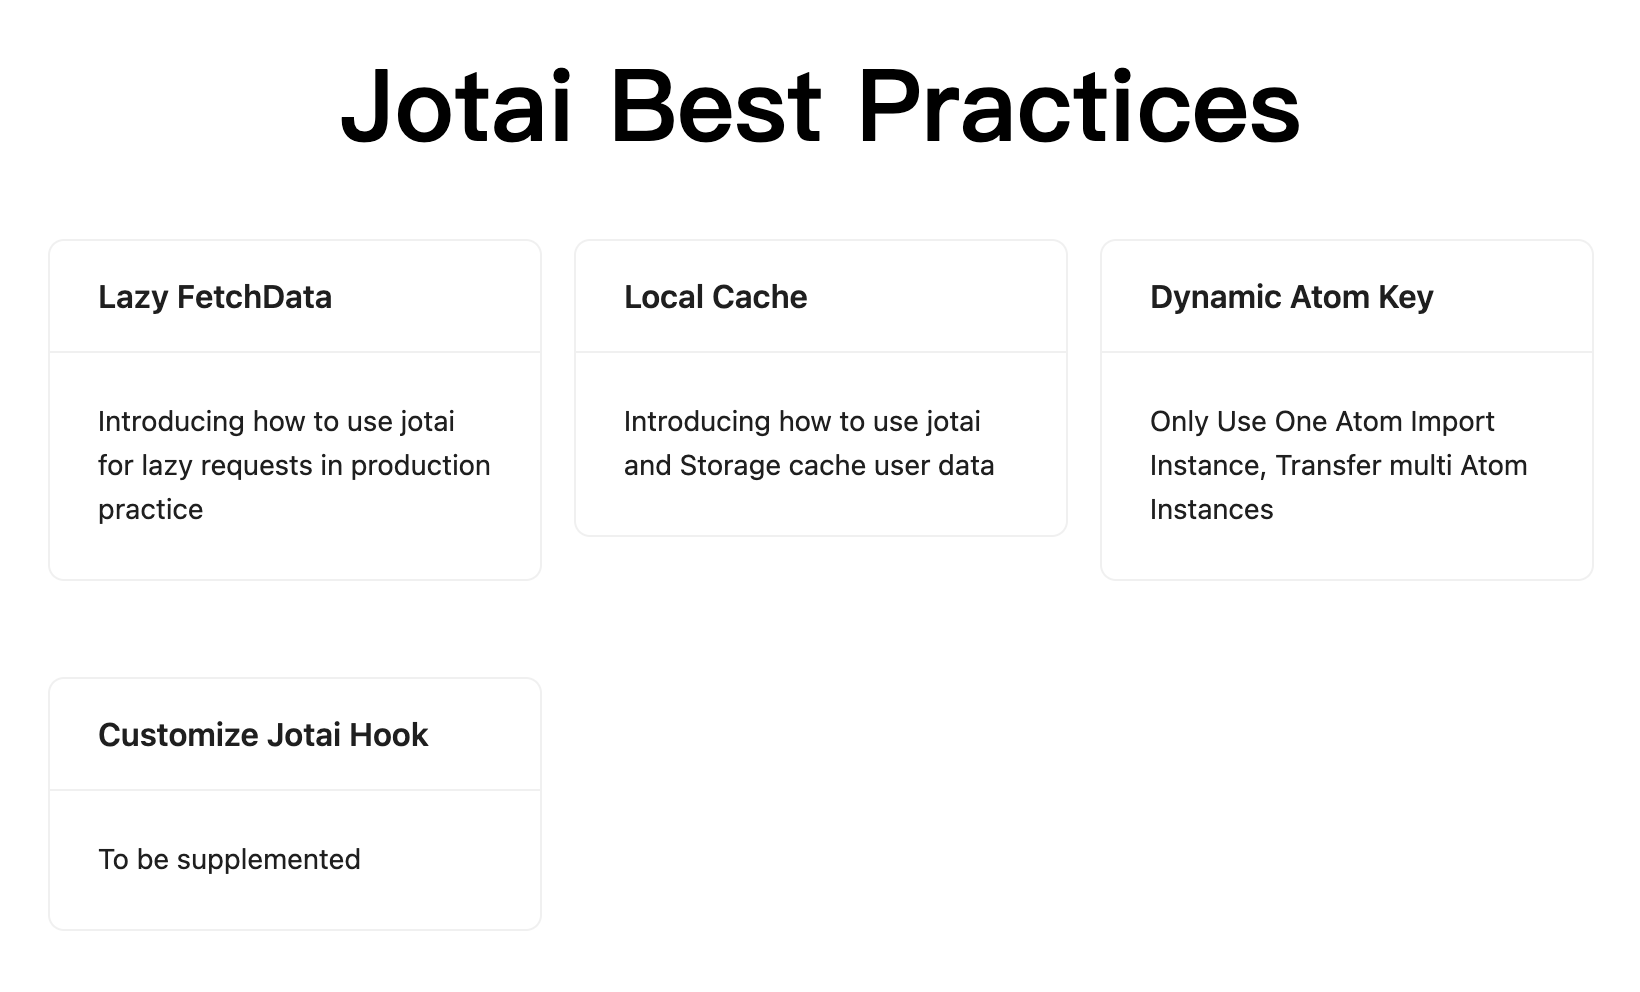 Jotai Best Practices
Lazy FetchData
Introducing how to use jotai
for lazy requests in production
practice
Local Cache
Introducing how to use jotai
and Storage cache user data
Dynamic Atom Key
Only Use One Atom Import
Instance, Transfer multi Atom
Instances
Customize Jotai Hook
To be supplemented